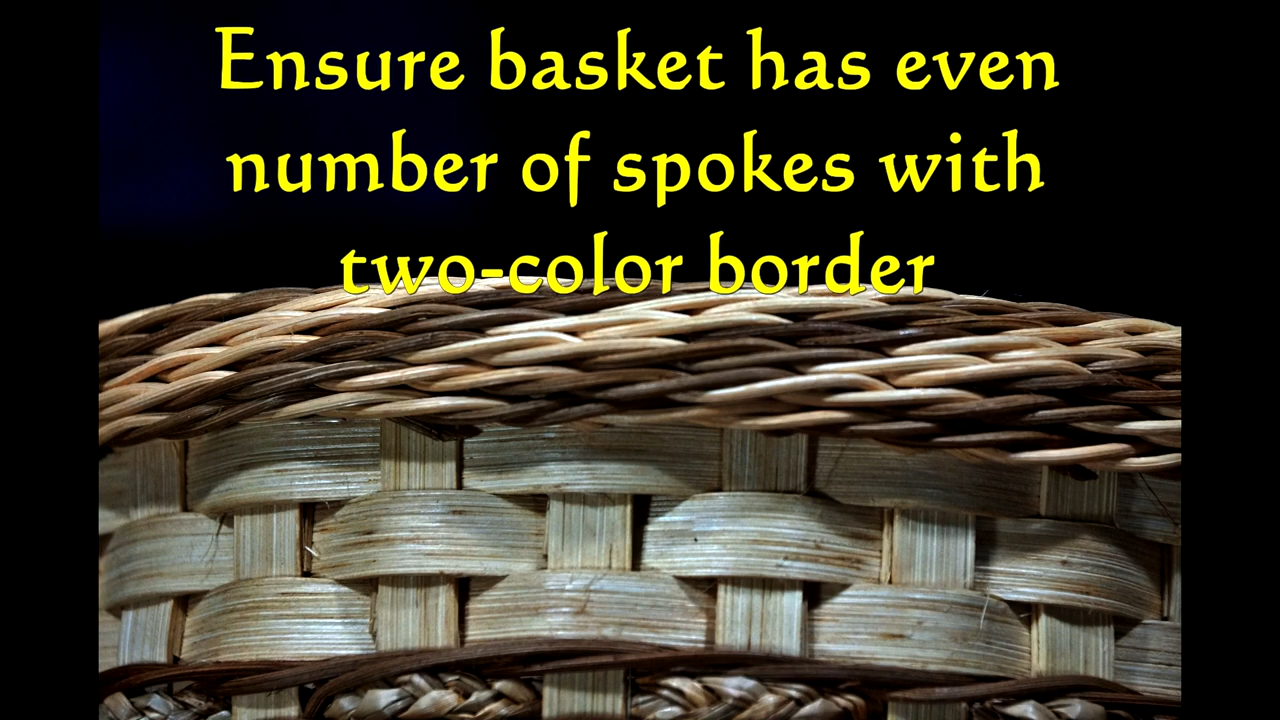 Ensure basket has even
number of spokes with
two-color border